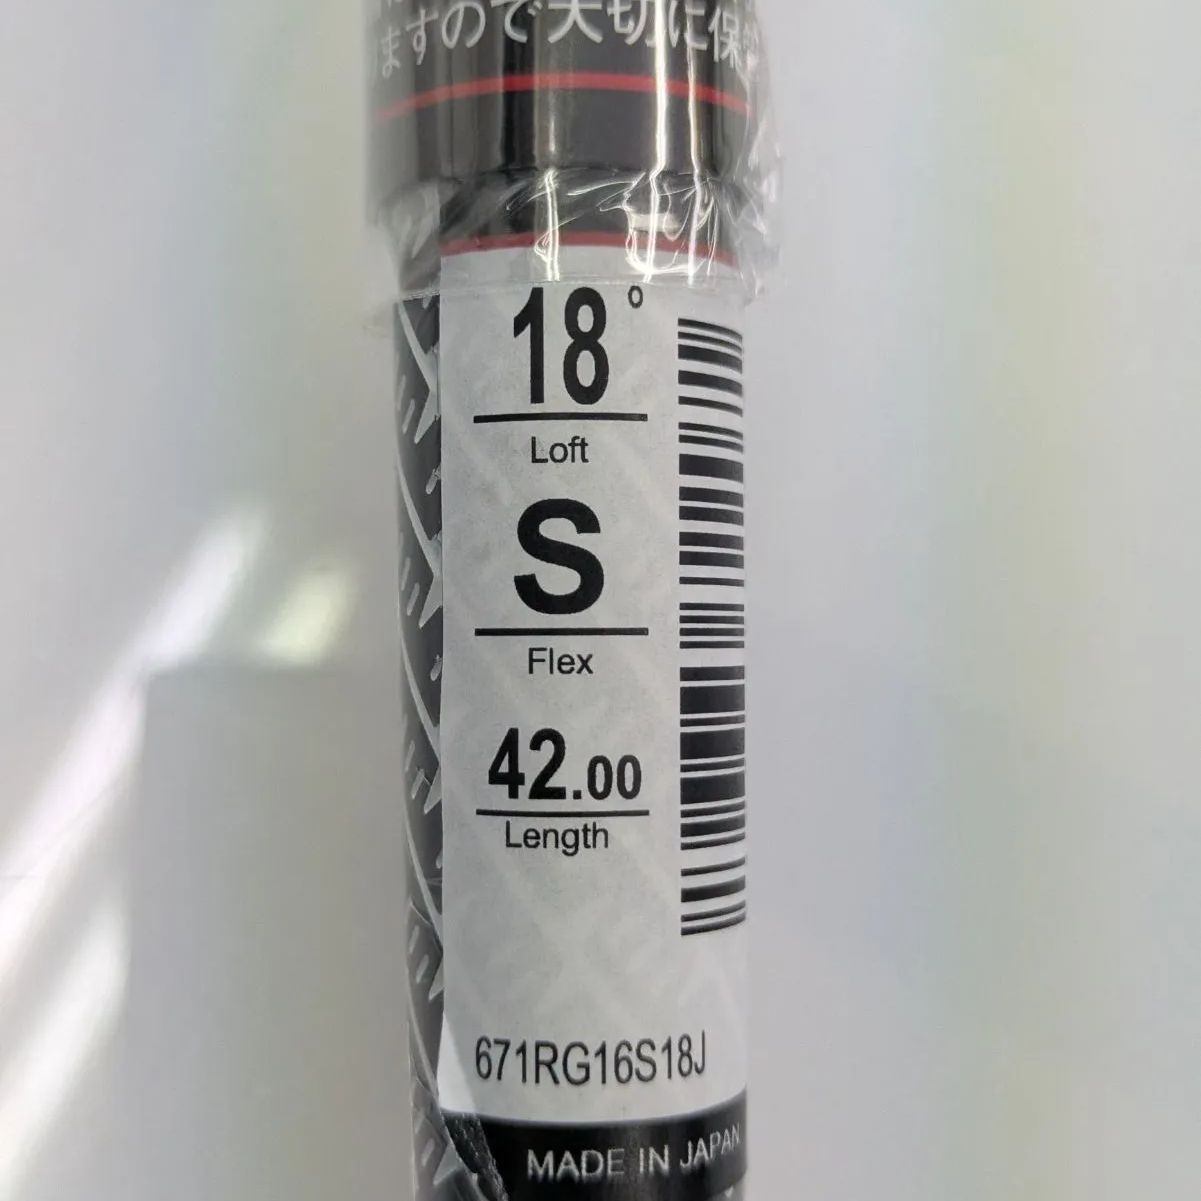 ますので大切に保
18°
Loft
S
Flex
42.00
Length
671RG16S18J
MADE IN JAPAN